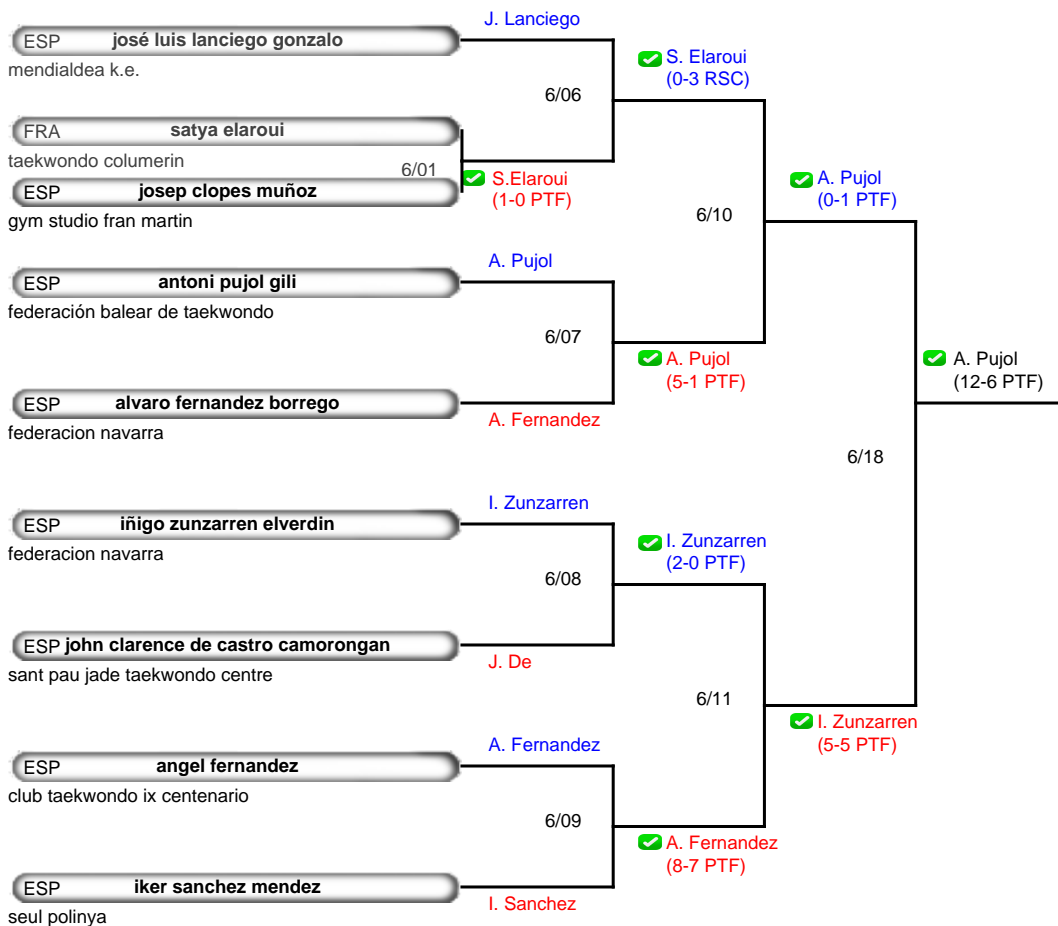 J. Lanciego
ESP josé luis lanciego gonzalo
mendialdea k.e.
S. Elaroui
(0-3 RSC)
6/06
FRA satya elaroui
taekwondo columerin
6/01
S.Elaroui
(1-0 PTF)
ESP josep clopes muñoz
gym studio fran martin
A. Pujol
(0-1 PTF)
6/10
A. Pujol
ESP antoni pujol gili
federación balear de taekwondo
6/07
A. Pujol
(5-1 PTF)
A. Pujol
(12-6 PTF)
ESP alvaro fernandez borrego
federacion navarra
A. Fernandez
6/18
I. Zunzarren
ESP iñigo zunzarren elverdin
federacion navarra
I. Zunzarren
(2-0 PTF)
6/08
ESP john clarence de castro camorongan
sant pau jade taekwondo centre
J. De
6/11
I. Zunzarren
(5-5 PTF)
A. Fernandez
ESP angel fernandez
club taekwondo ix centenario
6/09
A. Fernandez
(8-7 PTF)
ESP iker sanchez mendez
seul polinya
I. Sanchez